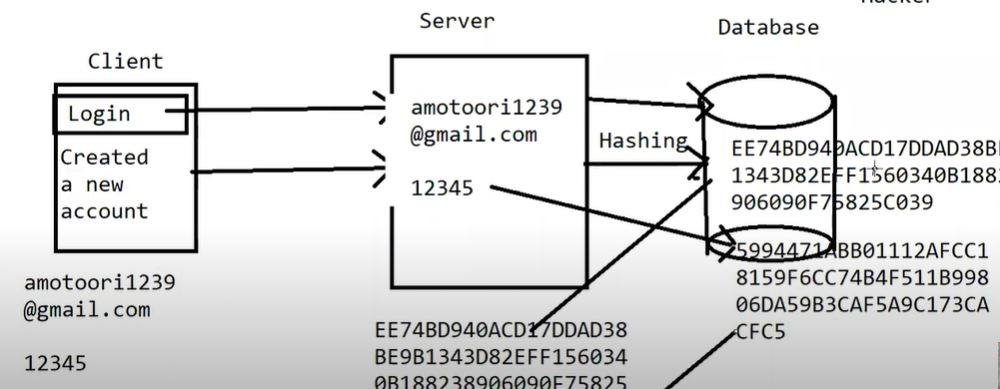 Hacker
Server
Database
Client
Login
Created
a new
account
amotoori1239
@gmail.com
12345
amotoori1239
@gmail.com
12345
Hashing
EE74BD940ACD17DDAD38B
1343D82EFF1560340B188
906090F75825C039
5994471ABB01112AFCC1
8159F6CC74B4F511B998
06DA59B3CAF5A9C173CA
CFC5
EE74BD940ACD17DDAD38
BE9B1343D82EFF156034
0B188238906090F75825